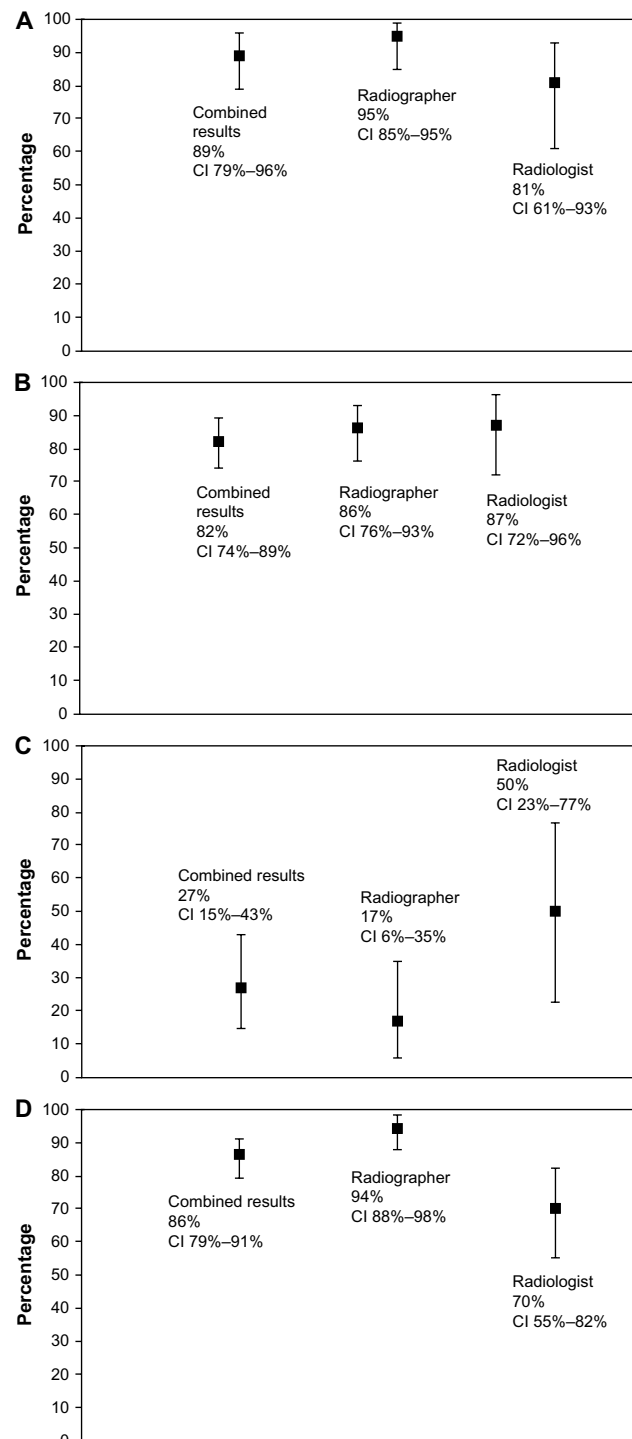 A
Percentage
100
90
80
70
60
50
40
30
20
10
0
Combined
results
89%
CI 79%–96%
Radiographer
95%
CI 85%–95%
Radiologist
81%
CI 61%–93%
B
Percentage
100
90
80
70
60
50
40
30
20
10
0
Combined
results
82%
CI 74%–89%
Radiographer
86%
CI 76%–93%
Radiologist
87%
CI 72%–96%
C
Percentage
100
90
80
70
60
50
40
30
20
10
0
Combined results
27%
CI 15%–43%
Radiographer
17%
CI 6%–35%
Radiologist
50%
CI 23%–77%
D
Percentage
100
90
80
70
60
50
40
30
20
10
0
Combined results
86%
CI 79%–91%
Radiographer
94%
CI 88%–98%
Radiologist
70%
CI 55%–82%